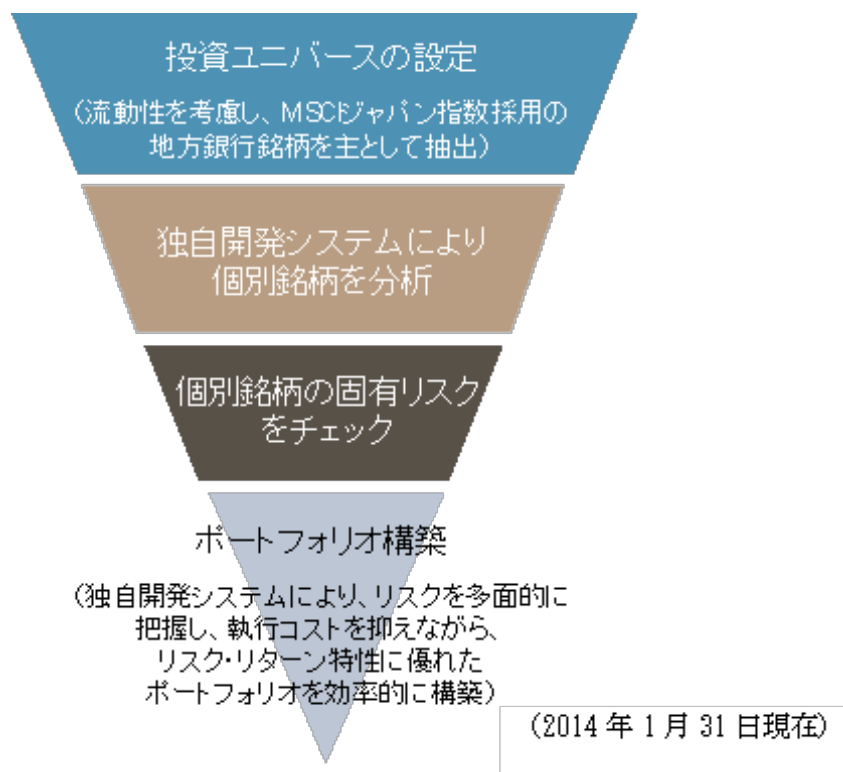 投資ユニバースの設定
(流動性を考慮し、MSCIジャパン指数採用の
地方銀行銘柄を主として抽出)
独自開発システムにより
個別銘柄を分析
個別銘柄の固有リスク
をチェック
ポートフォリオ構築
(独自開発システムにより、リスクを多面的に
把握し、執行コストを抑えながら、
リスク・リターン特性に優れた
ポートフォリオを効率的に構築)
(2014 年 1 月 31 日現在)